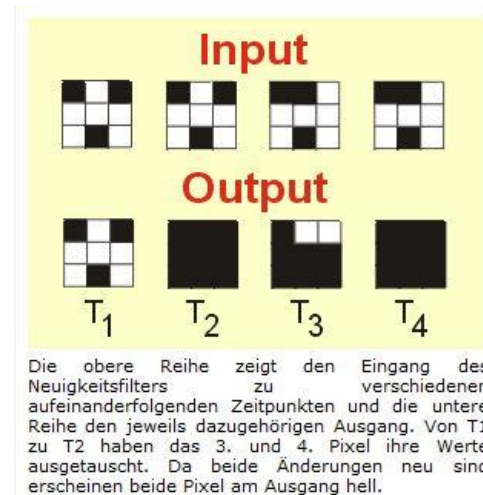 Input
Output
T1 T2 T3 T4
Die obere Reihe zeigt den Eingang des
Neuigkeitsfilters zu verschiedenen
aufeinanderfolgenden Zeitpunkten und die untere
Reihe den jeweils dazugehörigen Ausgang. Von T1
zu T2 haben das 3. und 4. Pixel ihre Werte
ausgetauscht. Da beide Änderungen neu sind
erscheinen beide Pixel am Ausgang hell.